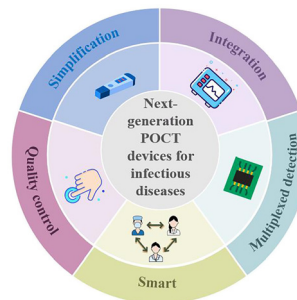 Simplification
Integration
Next-
generation
POCT
devices for
infectious
diseases
Quality control
Multiplexed detection
Smart